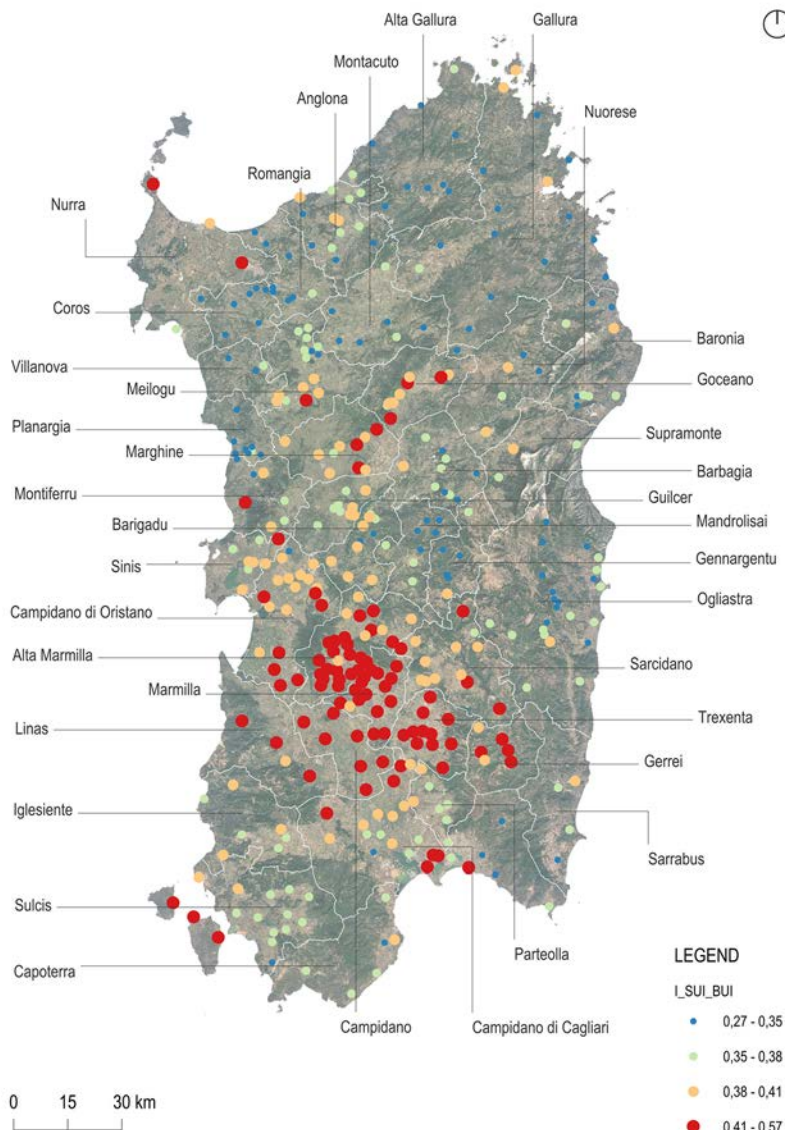 Alta Gallura
Gallura
Montacuto
Anglona
Nuorese
Romangia
Nurra
Coros
Baronia
Villanova
Goceano
Meilogu
Planargia
Supramonte
Marghine
Barbagia
Montiferru
Guilcer
Barigadu
Mandrolisai
Sinis
Gennargentu
Ogliastra
Campidano di Oristano
Alta Marmilla
Sarcidano
Marmilla
Trexenta
Linas
Gerrei
Iglesiente
Sarrabus
Sulcis
Parteolla
Capoterra
Campidano
Campidano di Cagliari
LEGEND
I_SUI_BUI
0,27 - 0,35
0,35 - 0,38
0,38 - 0,41
0,41 - 0,57
0 15 30 km